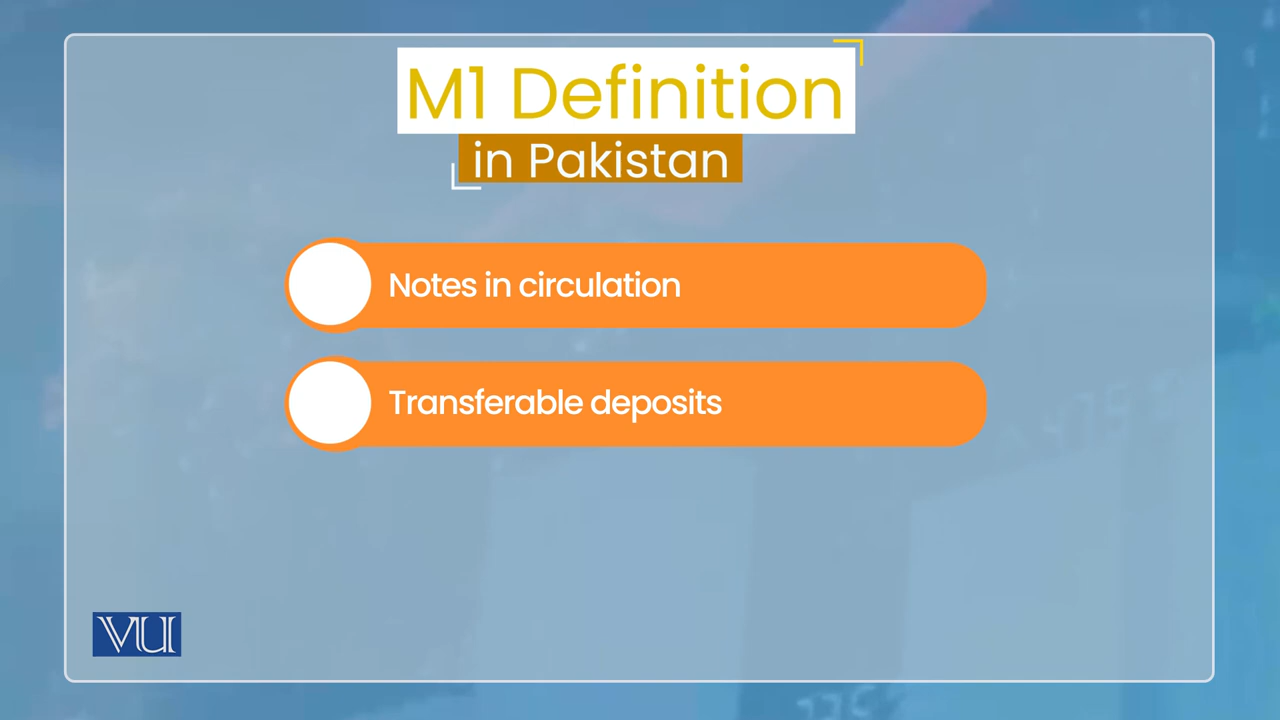 M1 Definition
in Pakistan
Notes in circulation
Transferable deposits
VU